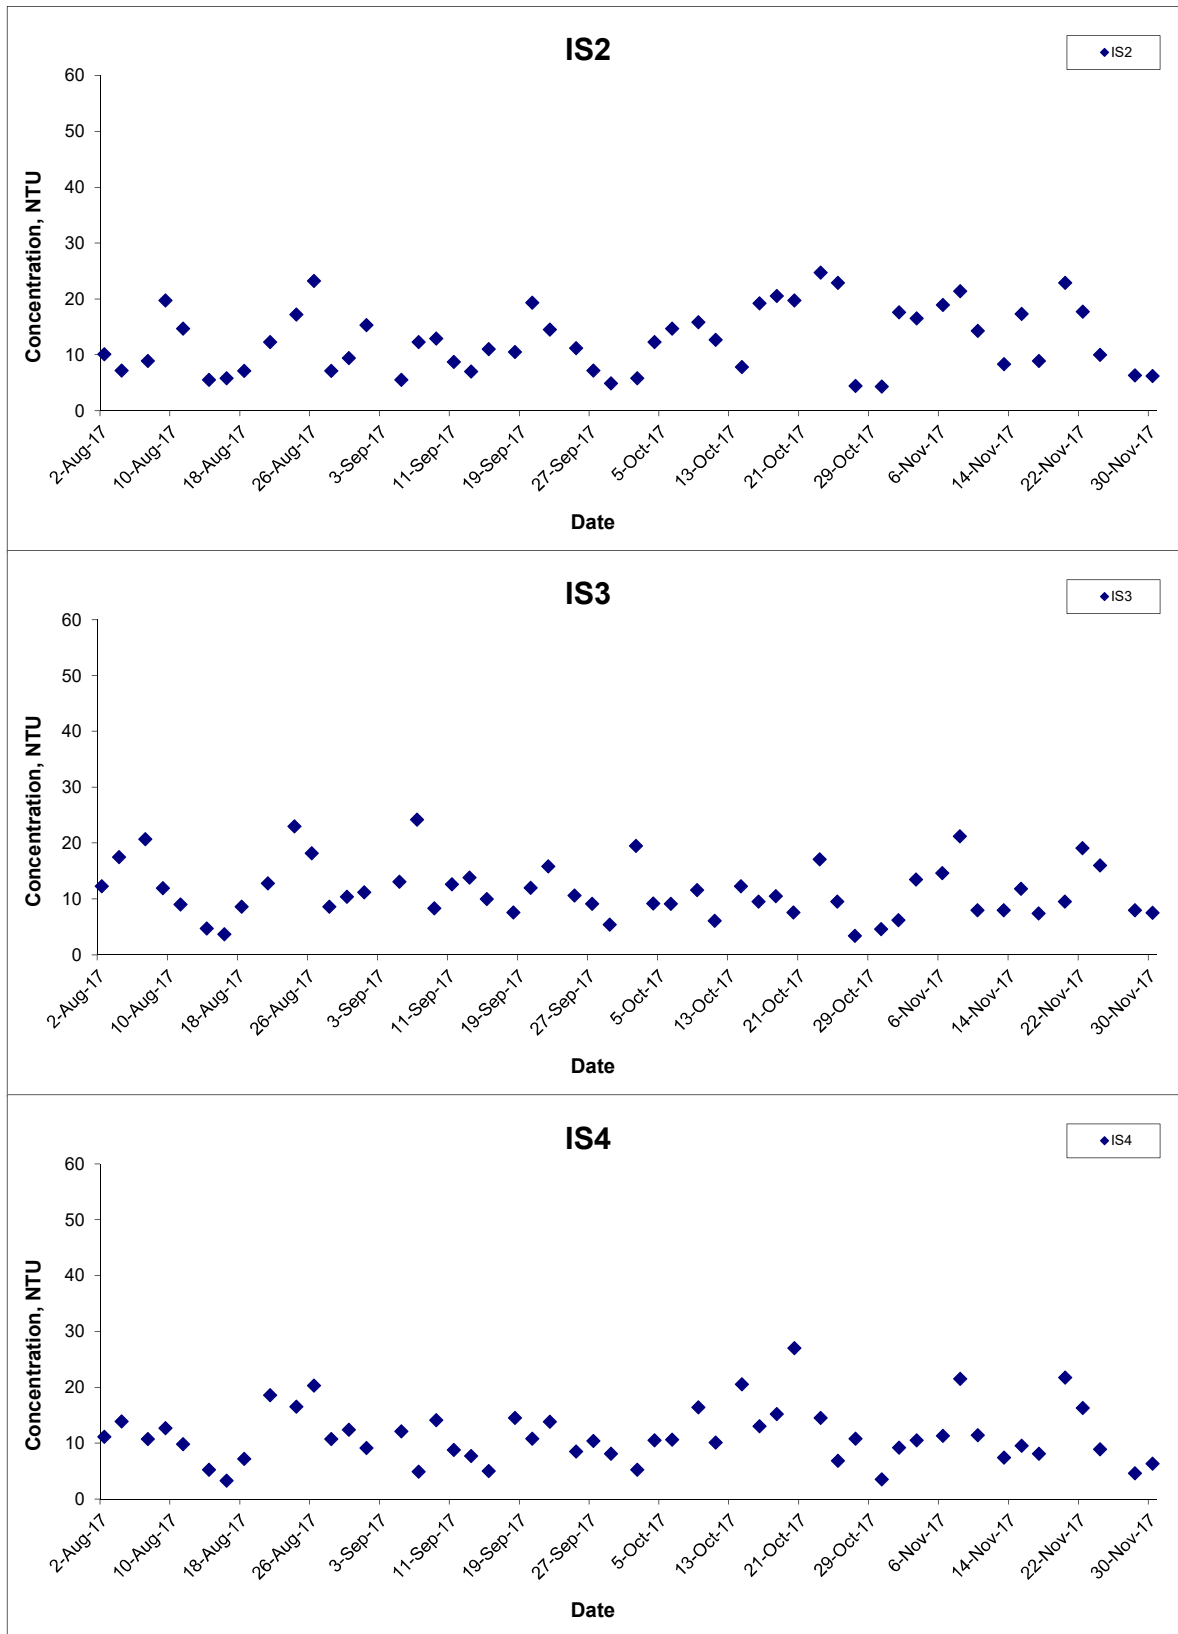 IS2
IS2
60
50
40
30
20
10
0
Concentration, NTU
2-Aug-17 10-Aug-17 18-Aug-17 26-Aug-17 3-Sep-17 11-Sep-17 19-Sep-17 27-Sep-17 5-Oct-17 13-Oct-17 21-Oct-17 29-Oct-17 6-Nov-17 14-Nov-17 22-Nov-17 30-Nov-17
Date
IS3
IS3
60
50
40
30
20
10
0
Concentration, NTU
2-Aug-17 10-Aug-17 18-Aug-17 26-Aug-17 3-Sep-17 11-Sep-17 19-Sep-17 27-Sep-17 5-Oct-17 13-Oct-17 21-Oct-17 29-Oct-17 6-Nov-17 14-Nov-17 22-Nov-17 30-Nov-17
Date
IS4
IS4
60
50
40
30
20
10
0
Concentration, NTU
2-Aug-17 10-Aug-17 18-Aug-17 26-Aug-17 3-Sep-17 11-Sep-17 19-Sep-17 27-Sep-17 5-Oct-17 13-Oct-17 21-Oct-17 29-Oct-17 6-Nov-17 14-Nov-17 22-Nov-17 30-Nov-17
Date